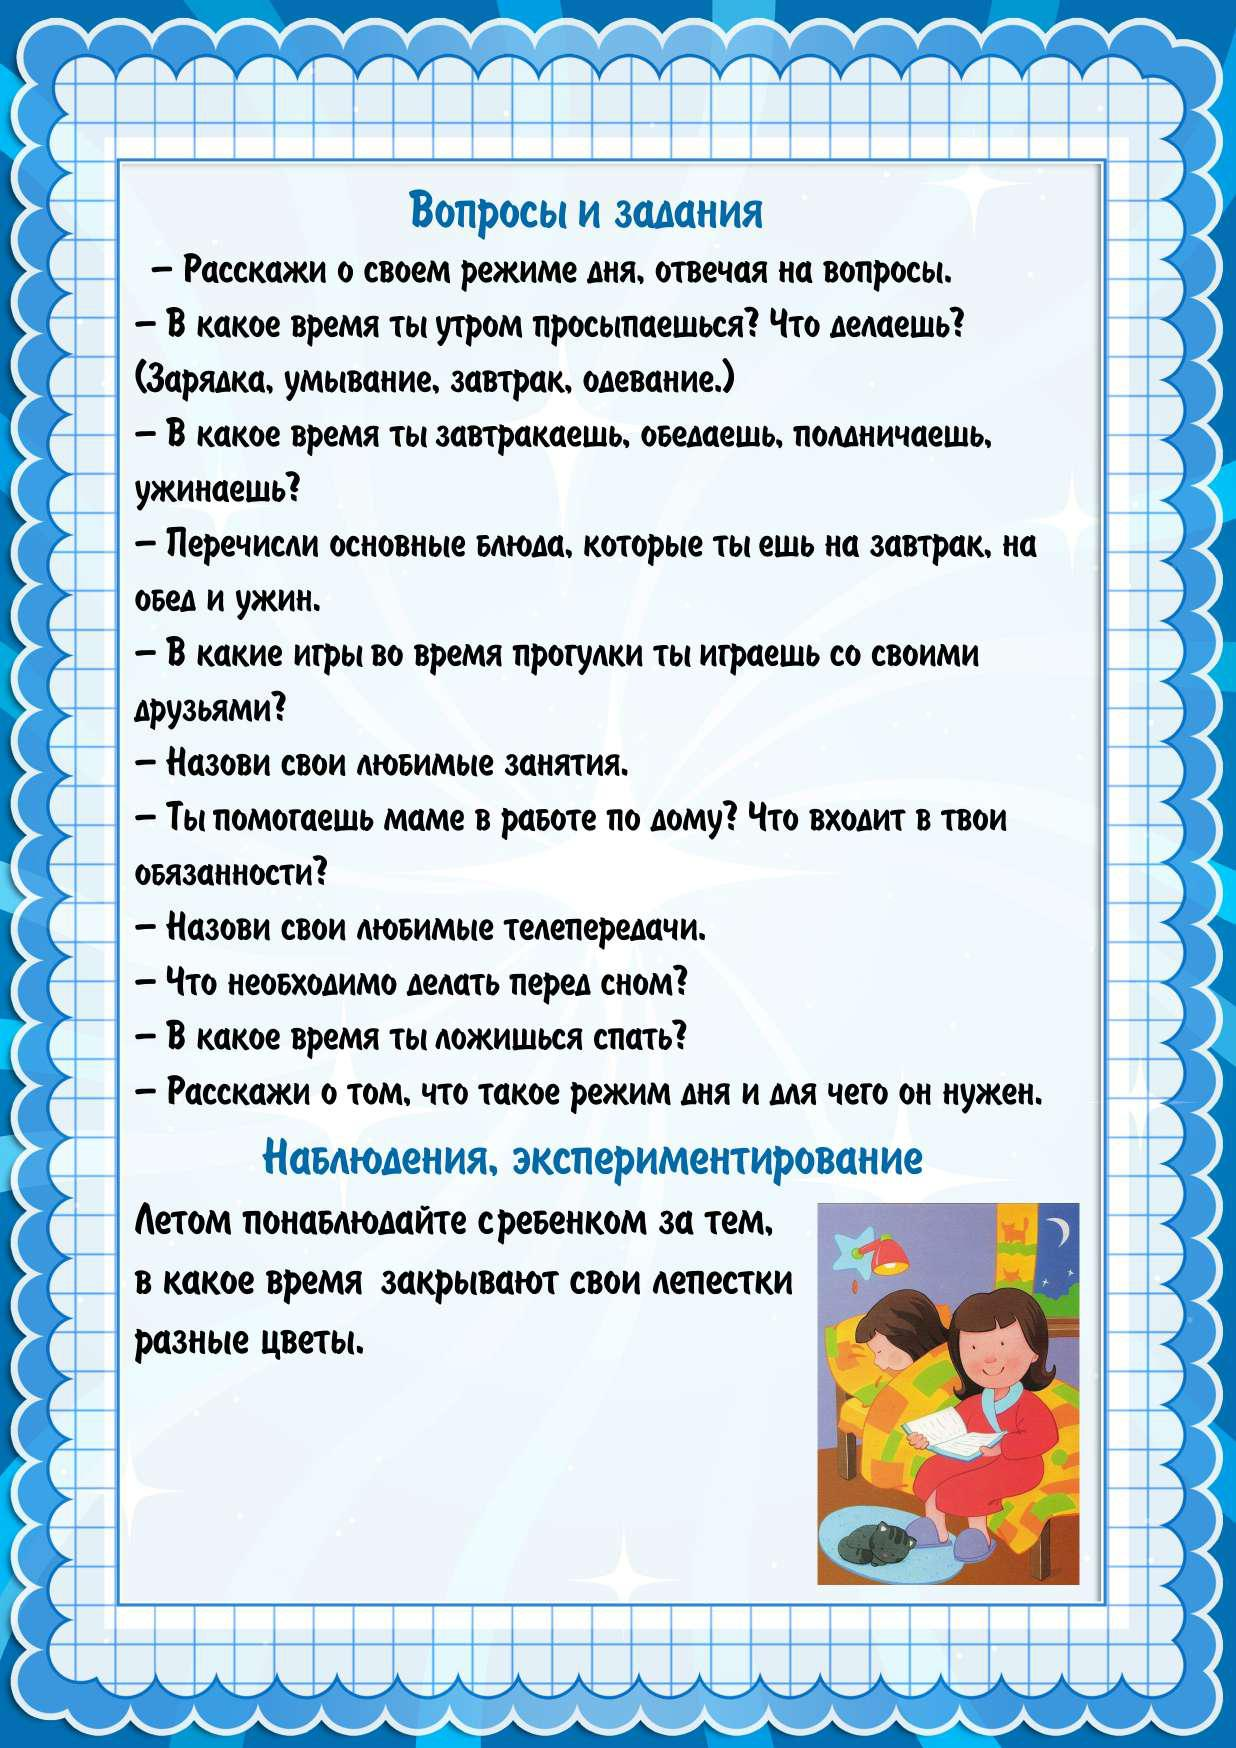 Вопросы и задания
– Расскажи о своем режиме дня, отвечая на вопросы.
– В какое время ты утром просыпаешься? Что делаешь?
(Зарядка, умывание, завтрак, одевание.)
– В какое время ты завтракаешь, обедаешь, полдничаешь,
ужинаешь?
– Перечисли основные блюда, которые ты ешь на завтрак, на
обед и ужин.
– В какие игры во время прогулки ты играешь со своими
друзьями?
– Назови свои любимые занятия.
– Ты помогаешь маме в работе по дому? Что входит в твои
обязанности?
– Назови свои любимые телепередачи.
– Что необходимо делать перед сном?
– В какое время ты ложишься спать?
– Расскажи о том, что такое режим дня и для чего он нужен.
Наблюдения, экспериментирование
Летом понаблюдайте с ребенком за тем,
в какое время закрывают свои лепестки
разные цветы.